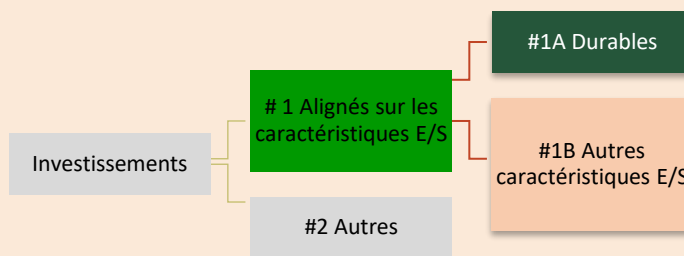 #1A Durables
# 1 Alignés sur les
caractéristiques E/S
#1B Autres
caractéristiques E/S
Investissements
#2 Autres